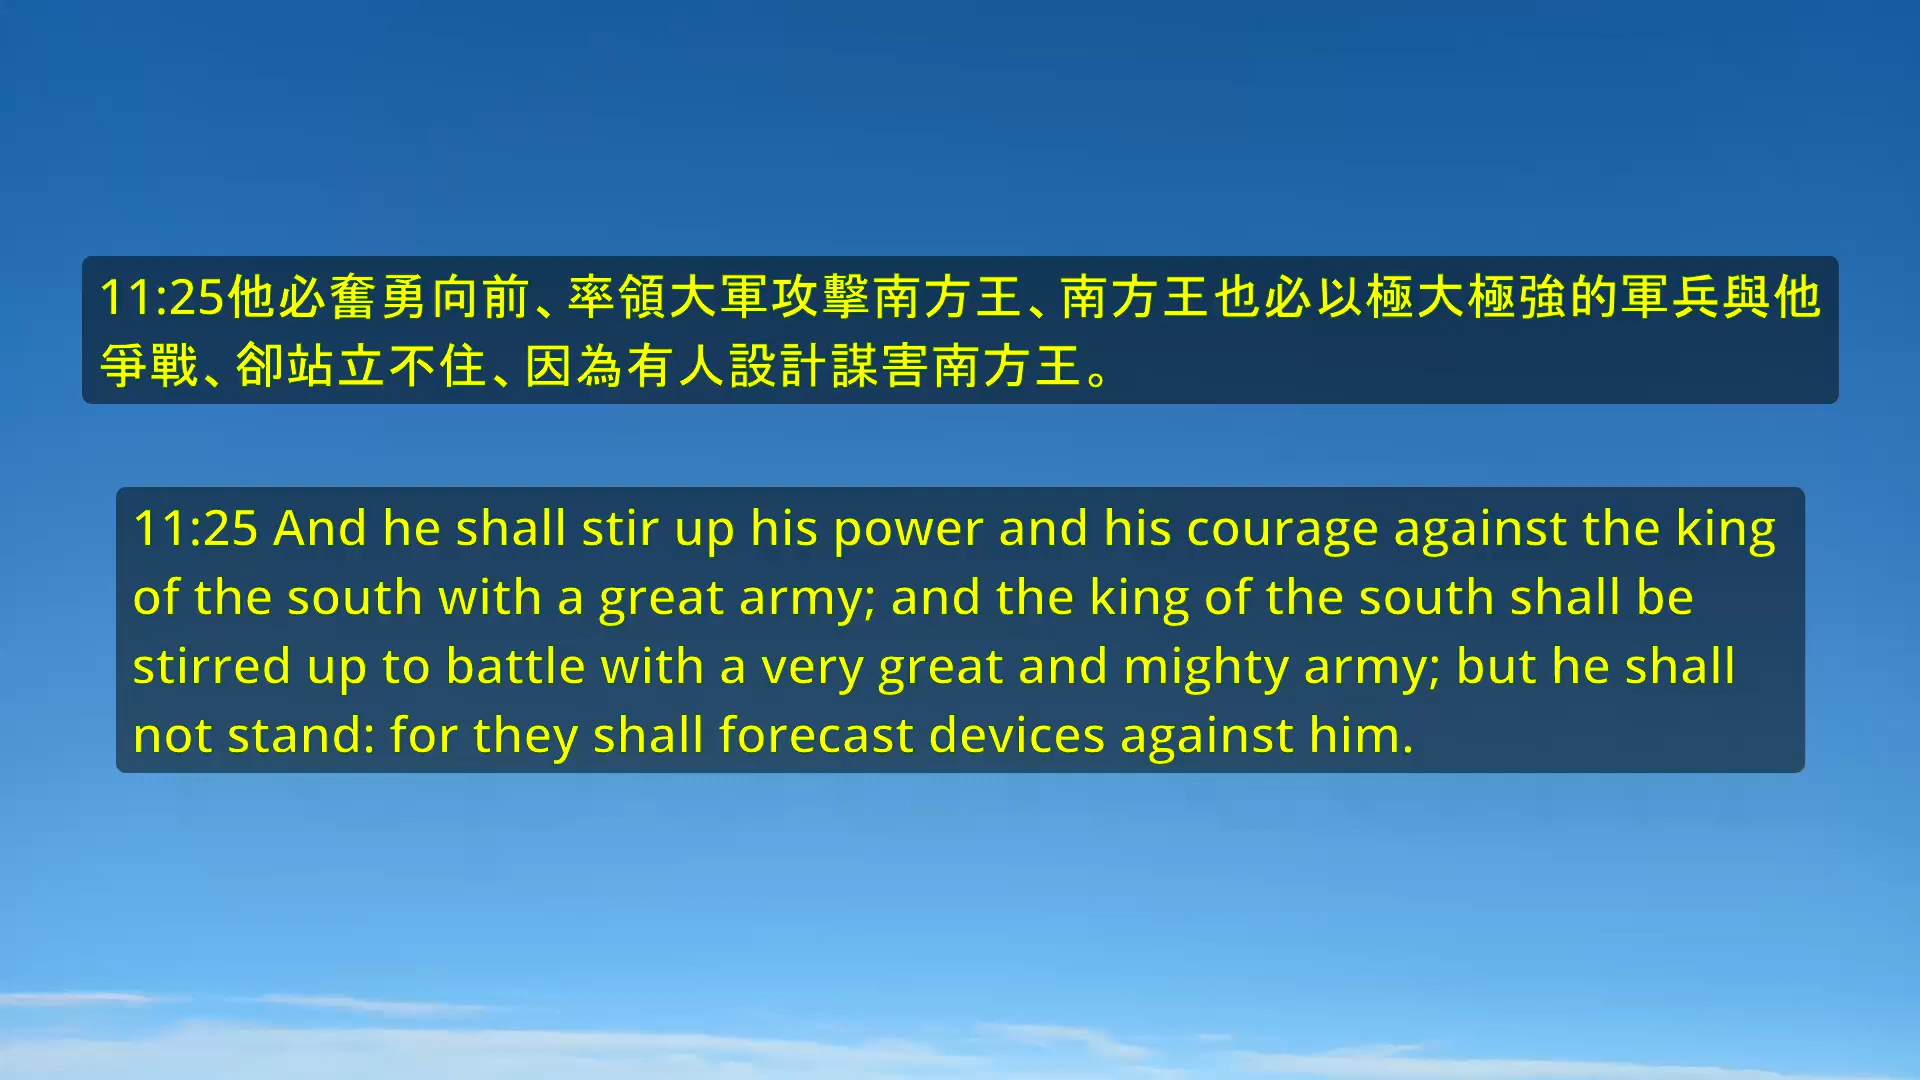 11:25他必奮勇向前、率領大軍攻擊南方王、南方王也必以極大極強的軍兵與他
爭戰、卻站立不住、因為有人設計謀害南方王。
11:25 And he shall stir up his power and his courage against the king
of the south with a great army; and the king of the south shall be
stirred up to battle with a very great and mighty army; but he shall
not stand: for they shall forecast devices against him.